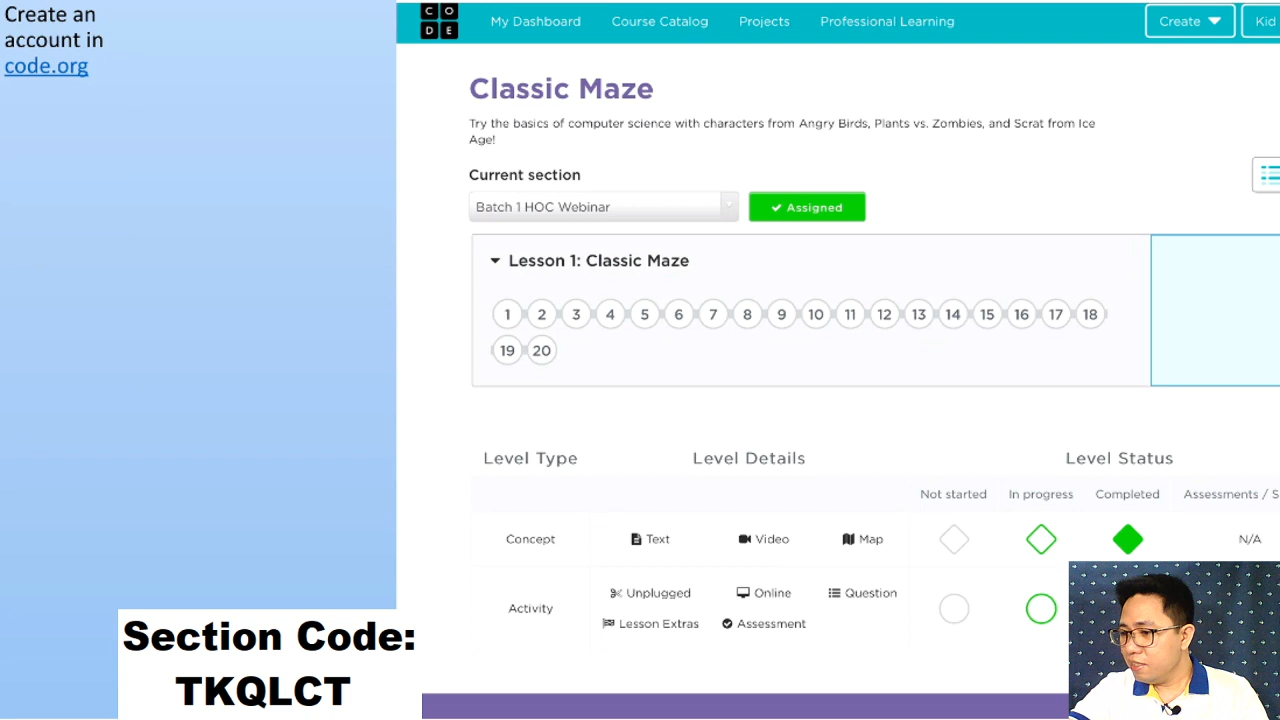 Create an
account in
code.org
C O
D E
My Dashboard
Course Catalog
Projects
Professional Learning
Create
Kid
Classic Maze
Try the basics of computer science with characters from Angry Birds, Plants vs. Zombies, and Scrat from Ice
Age!
Current section
Batch 1 HOC Webinar
Assigned
Lesson 1: Classic Maze
1 2 3 4 5 6 7 8 9 10 11 12 13 14 15 16 17 18
19 20
Level Type
Level Details
Level Status
Not started
In progress
Completed
Assessments / S
Concept
Text
Video
Map
N/A
Activity
Unplugged
Online
Question
Lesson Extras
Assessment
Section Code:
TKQLCT